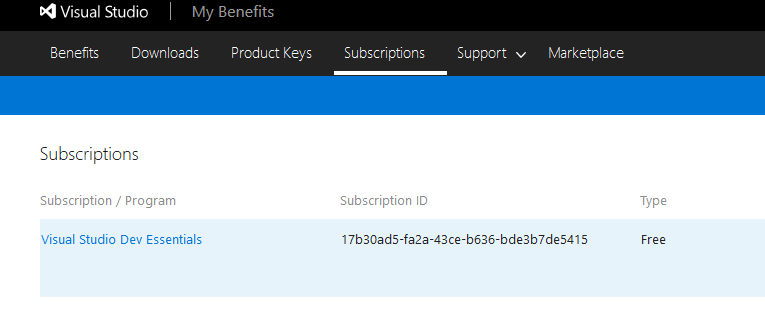 Visual Studio | My Benefits
Benefits Downloads Product Keys Subscriptions Support Marketplace
Subscriptions
Subscription / Program Subscription ID Type
Visual Studio Dev Essentials 17b30ad5-fa2a-43ce-b636-bde3b7de5415 Free